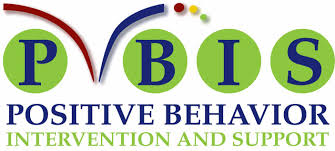 PBIS
POSITIVE BEHAVIOR
INTERVENTION AND SUPPORT